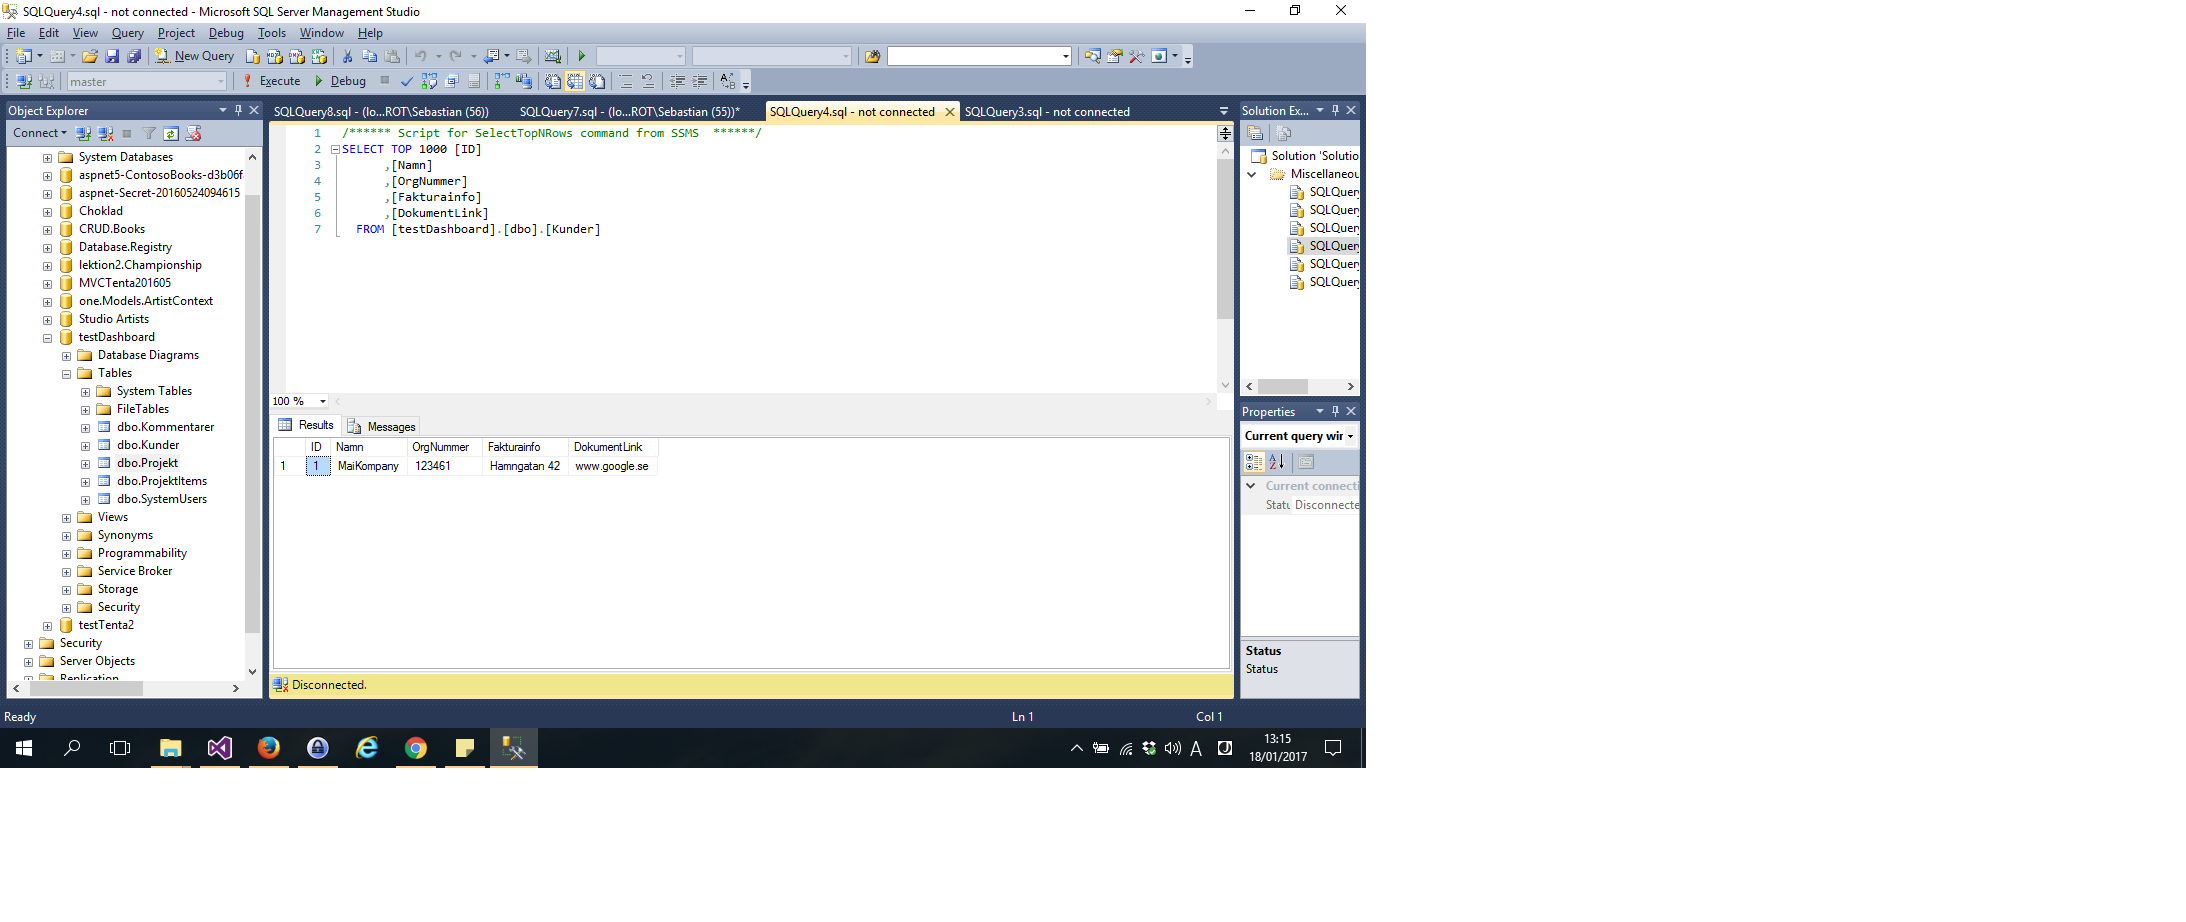 SQLQuery4.sql - not connected - Microsoft SQL Server Management Studio
File Edit View Query Project Debug Tools Window Help
New Query
master Execute Debug
Object Explorer
Connect
System Databases
aspnet5-ContosoBooks-d3b06f
aspnet-Secret-20160524094615
Choklad
CRUD.Books
Database.Registry
lektion2.Championship
MVCTenta201605
one.Models.ArtistContext
Studio Artists
testDashboard
Database Diagrams
Tables
System Tables
FileTables
dbo.Kommentarer
dbo.Kunder
dbo.Projekt
dbo.ProjektItems
dbo.SystemUsers
Views
Synonyms
Programmability
Service Broker
Storage
Security
testTenta2
Security
Server Objects
Replication
SQLQuery8.sql - (lo...ROT\Sebastian (56)) SQLQuery7.sql - (lo...ROT\Sebastian (55))* SQLQuery4.sql - not connected SQLQuery3.sql - not connected
1 /****** Script for SelectTopNRows command from SSMS ******/
2 SELECT TOP 1000 [ID]
3 ,[Namn]
4 ,[OrgNummer]
5 ,[Fakturainfo]
6 ,[DokumentLink]
7 FROM [testDashboard].[dbo].[Kunder]
100 %
Results Messages
ID Namn OrgNummer Fakturainfo DokumentLink
1 1 MaiKompany 123461 Hamngatan 42 www.google.se
Disconnected.
Solution Ex...
Solution 'Solutio
Miscellaneou
SQLQuery
SQLQuery
SQLQuery
SQLQuery
SQLQuery
SQLQuery
Properties
Current query wir
Current connecti
Statu Disconnecte
Status
Status
Ready Ln 1 Col 1
13:15
18/01/2017